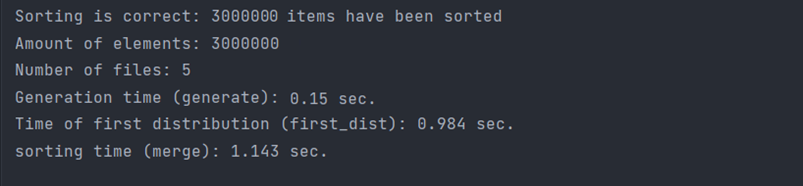 Sorting is correct: 3000000 items have been sorted
Amount of elements: 3000000
Number of files: 5
Generation time (generate): 0.15 sec.
Time of first distribution (first_dist): 0.984 sec.
sorting time (merge): 1.143 sec.